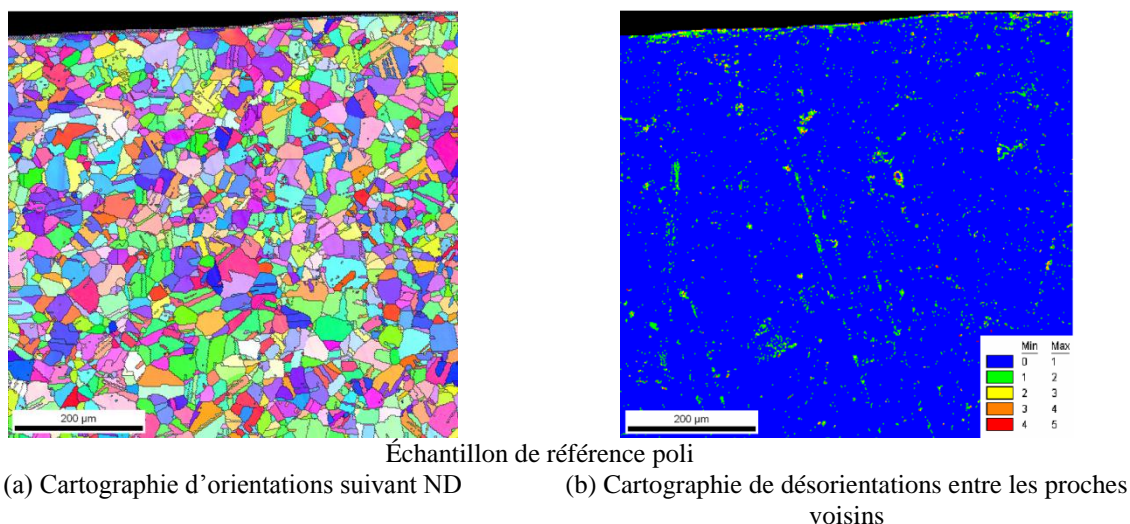 200 µm
200 µm
Min Max
0 1
1 2
2 3
3 4
4 5
Échantillon de référence poli
(a) Cartographie d’orientations suivant ND
(b) Cartographie de désorientations entre les proches
voisins